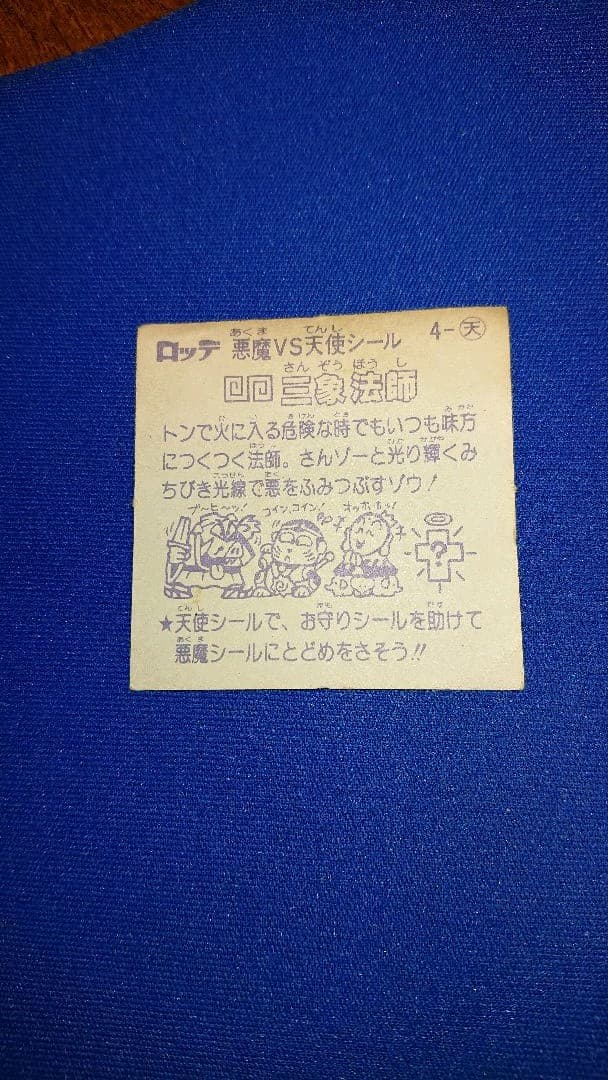 ロッテ 悪魔VS天使シール 4-天
三象法師
トンで火に入る危険な時でもいつも味方
につくつく法師。さんゾーと光り輝くみ
ちびき光線で悪をふみつぶすゾウ!
プ〜ヒャッ! コイツ、コイン! オッホホッ!
?
★天使シールで、お守りシールを助けて
悪魔シールにとどめをさそう!!